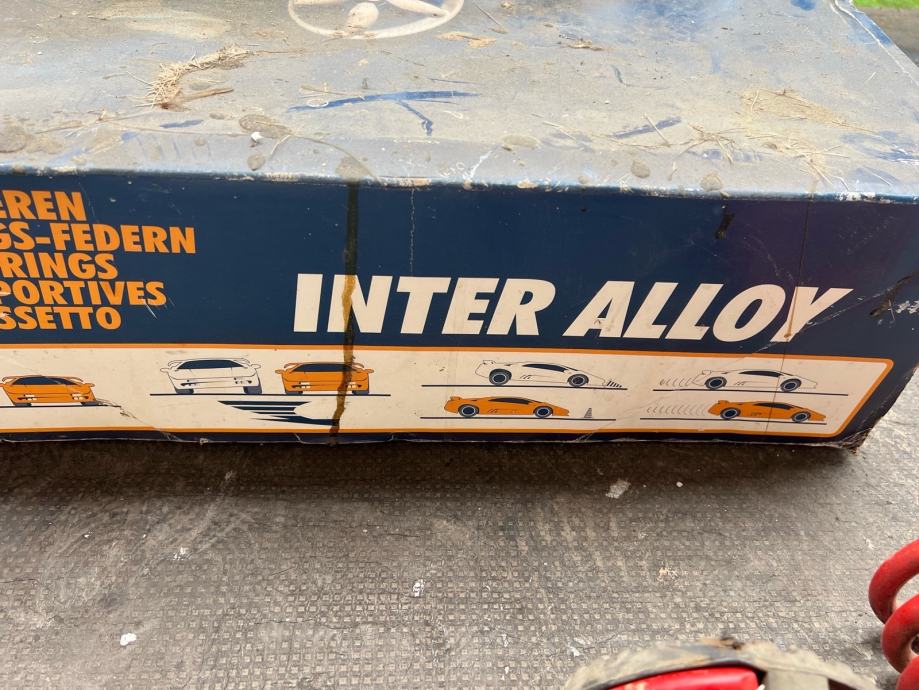 EREN
GS-FEDERN
RINGS
PORTIVES
SSETTO
INTER ALLOY